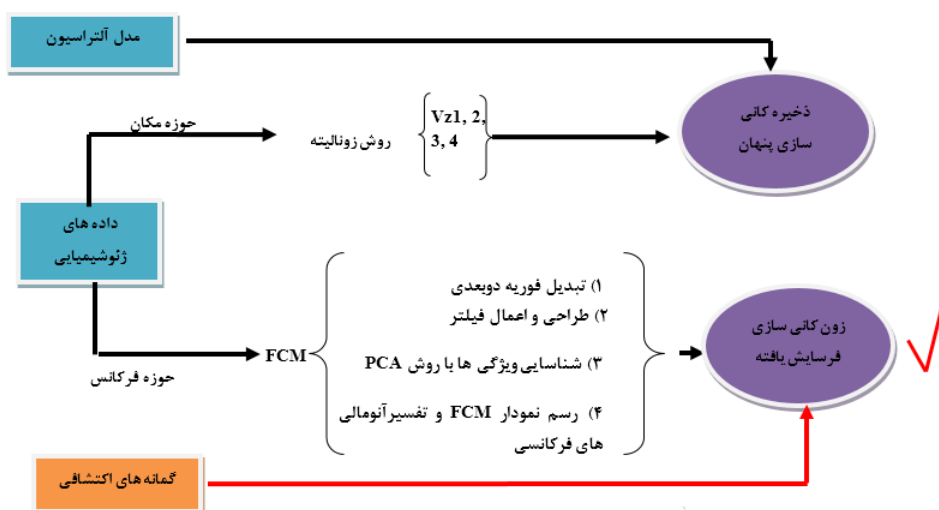 مدل آلتراسیون
ذخیره کانی
سازی پنهان
حوزه مکان
روش زونالیته
Vz1, 2,
3, 4
داده های
ژئوشیمیایی
حوزه فرکانس
FCM
۱) تبدیل فوریه دوبعدی
۲) طراحی و اعمال فیلتر
۳) شناسایی ویژگی ها با روش PCA
۴) رسم نمودار FCM و تفسیر آنومالی
های فرکانسی
زون کانی سازی
فرسایش یافته
گمانه های اکتشافی